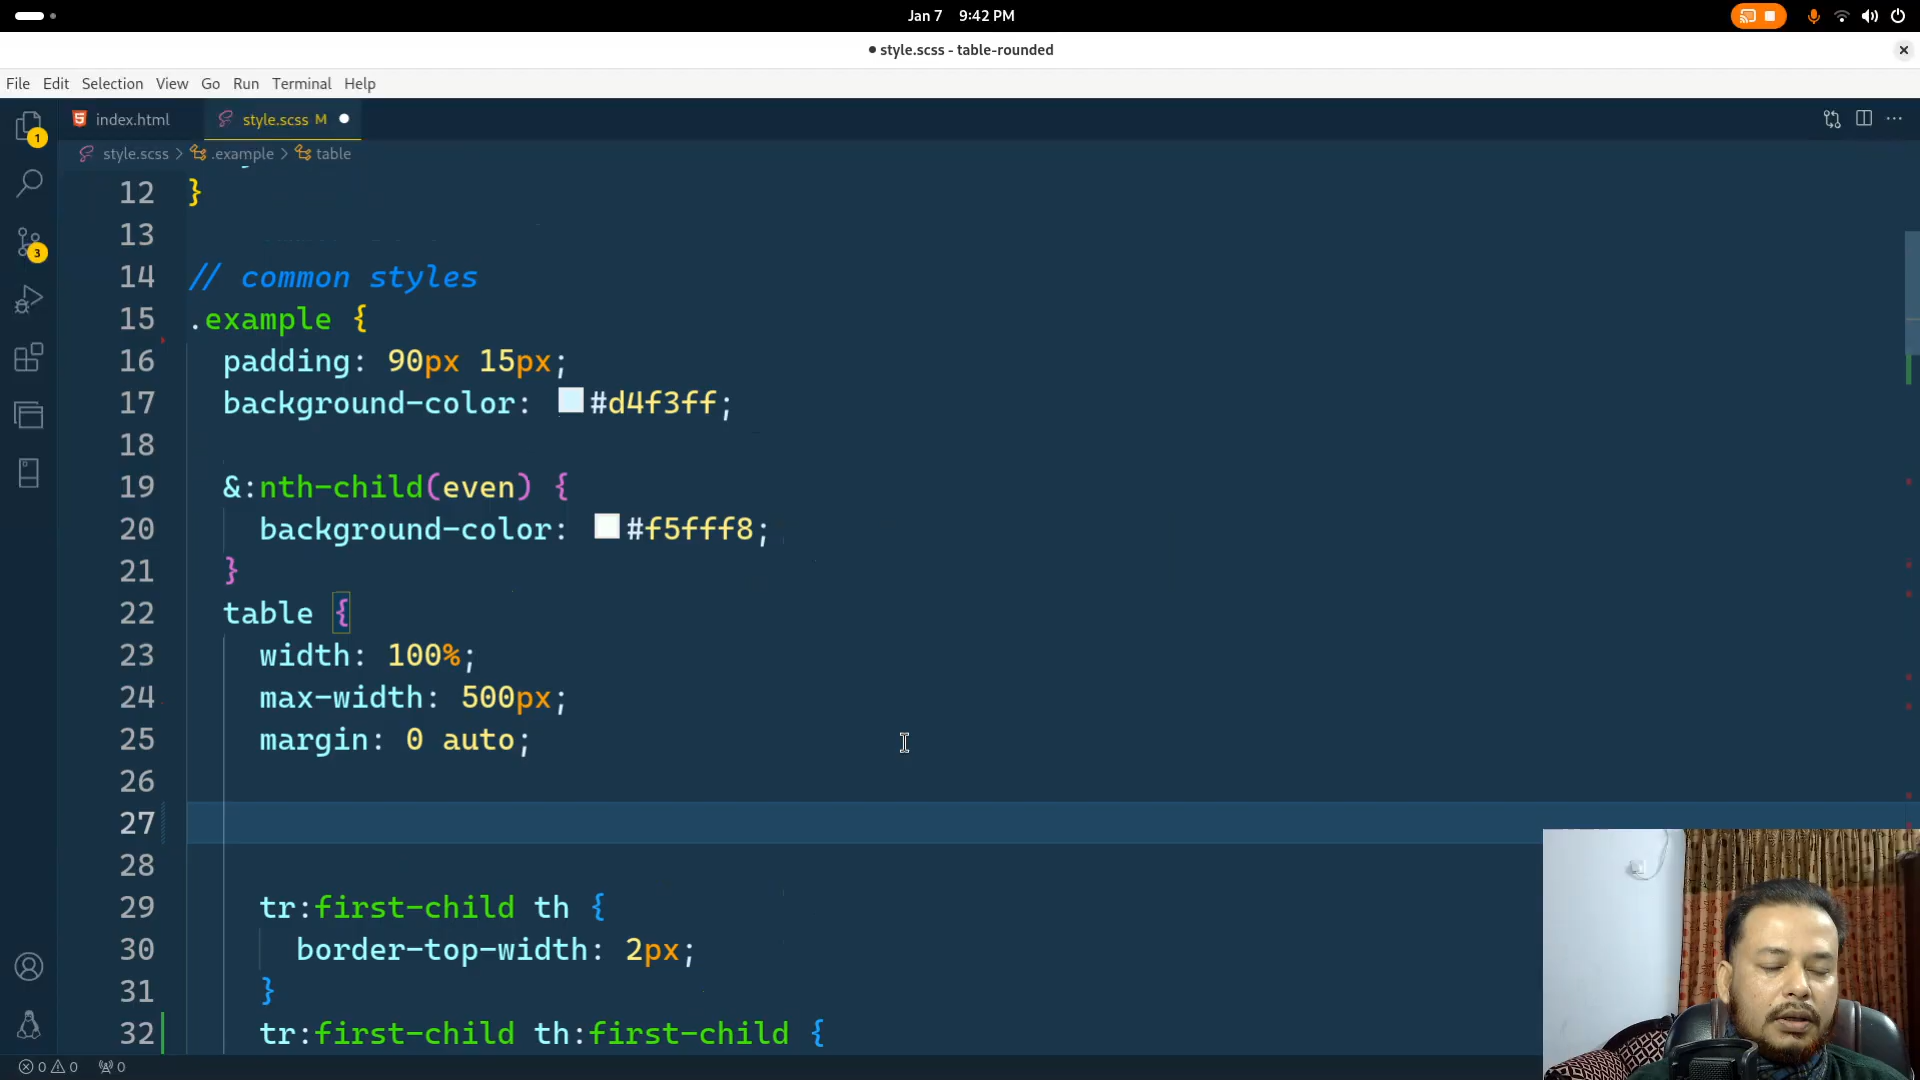 Jan 7 9:42 PM
● style.scss - table-rounded
File Edit Selection View Go Run Terminal Help
index.html style.scss M
style.scss > .example > table
12 }
13
14 // common styles
15 .example {
16 padding: 90px 15px;
17 background-color: #d4f3ff;
18
19 &:nth-child(even) {
20 background-color: #f5fff8;
21 }
22 table {
23 width: 100%;
24 max-width: 500px;
25 margin: 0 auto;
26
27
28
29 tr:first-child th {
30 border-top-width: 2px;
31 }
32 tr:first-child th:first-child {
1
3
0 0 0